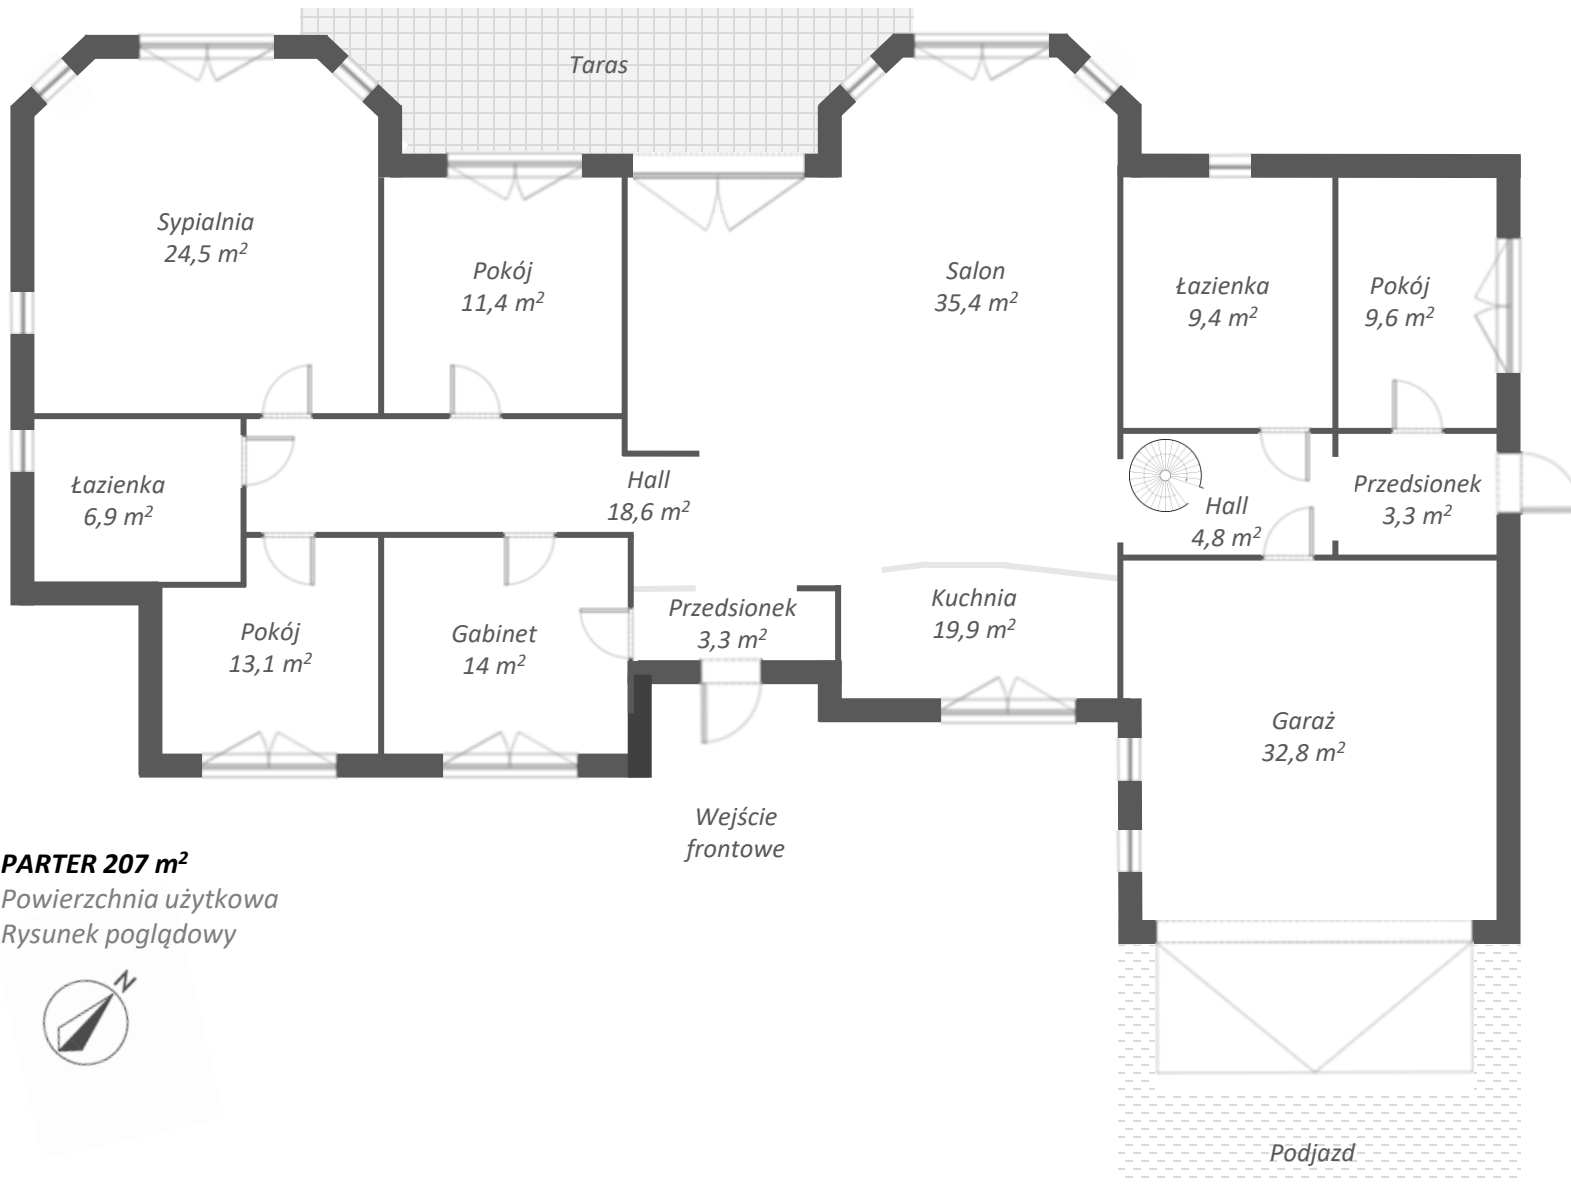 Taras
Sypialnia
24,5 m²
Pokój
11,4 m²
Salon
35,4 m²
Łazienka
9,4 m²
Pokój
9,6 m²
Łazienka
6,9 m²
Hall
18,6 m²
Hall
4,8 m²
Przedsionek
3,3 m²
Pokój
13,1 m²
Gabinet
14 m²
Przedsionek
3,3 m²
Kuchnia
19,9 m²
Garaż
32,8 m²
Wejście
frontowe
PARTER 207 m²
Powierzchnia użytkowa
Rysunek poglądowy
N
Podjazd